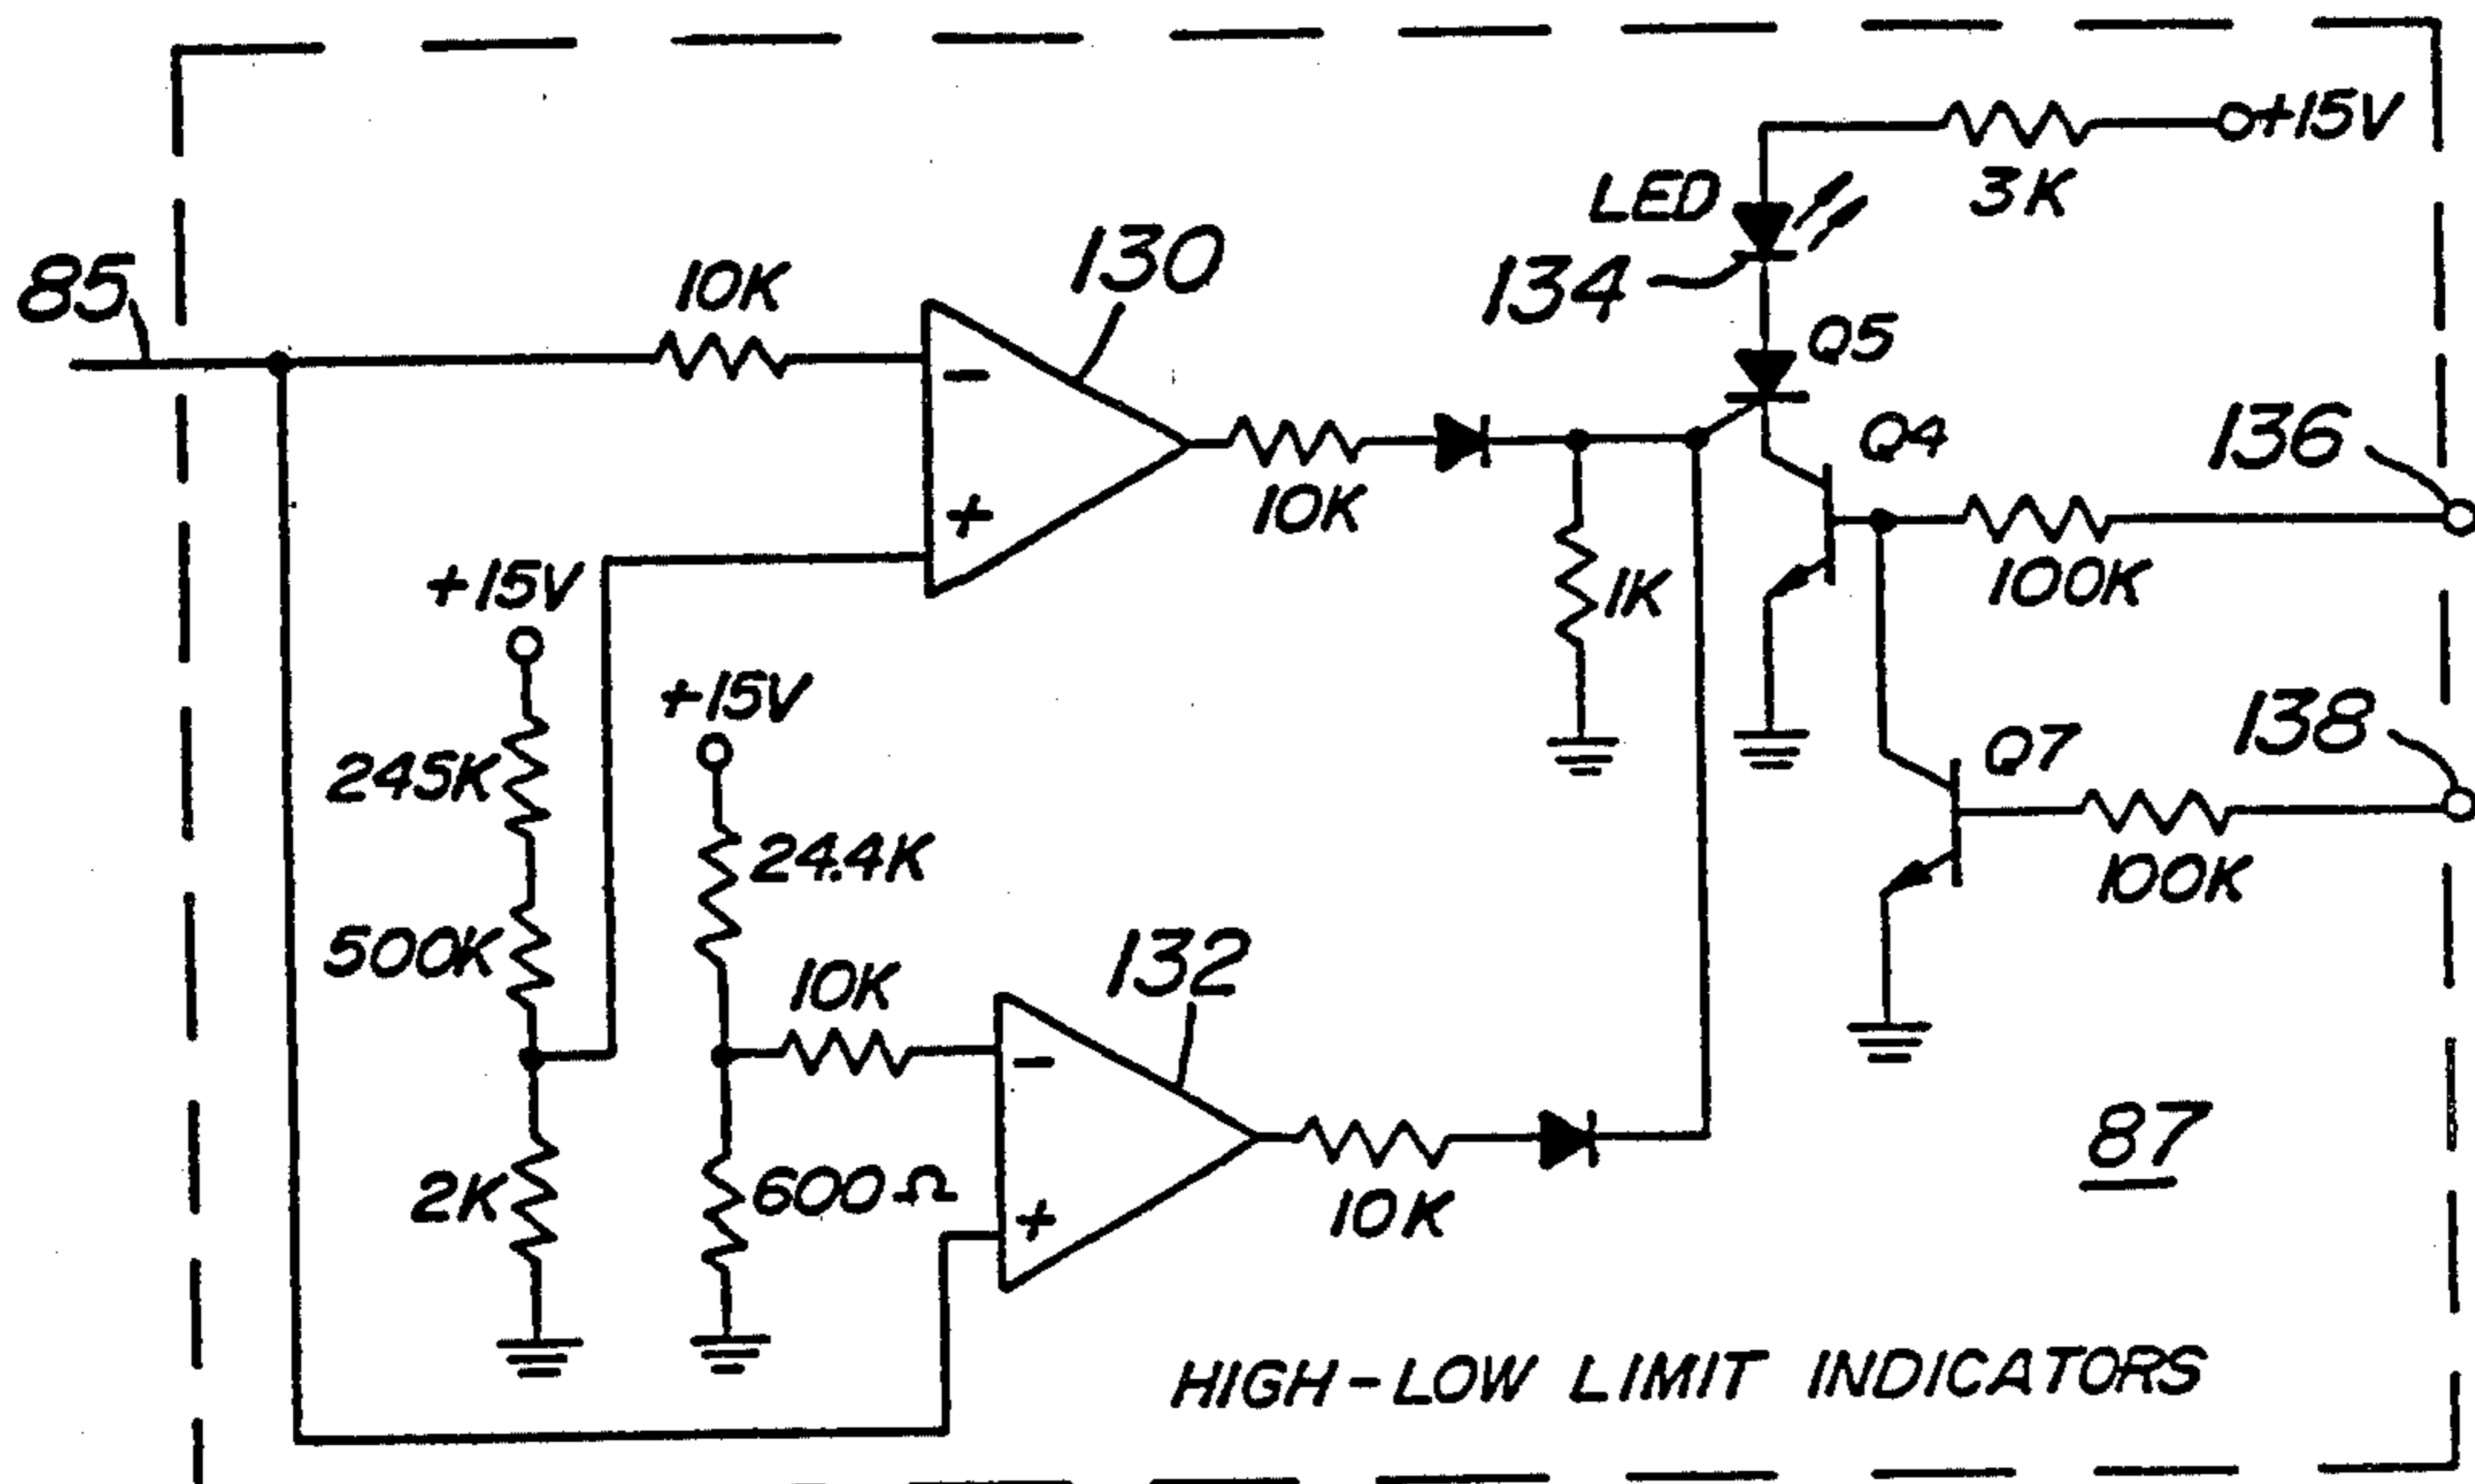 +15V
3K
LED
134
130
10K
85
Q5
Q4
136
-
+
10K
100K
1K
+15V
+15V
245K
24.4K
Q7
138
100K
500K
10K
132
-
+
2K
600Ω
10K
87
HIGH-LOW LIMIT INDICATORS